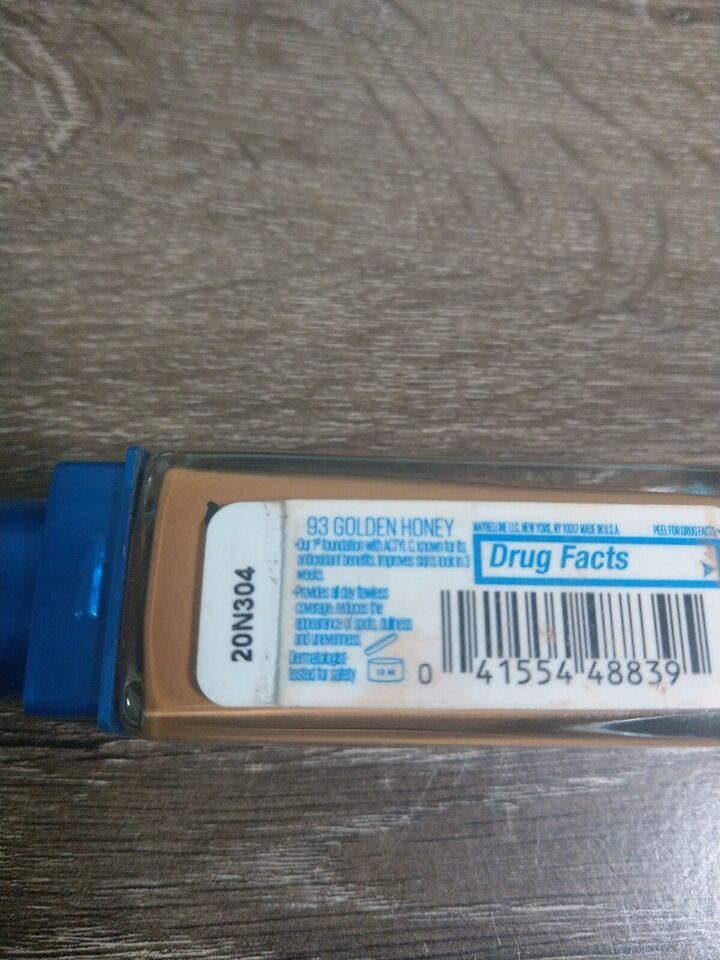 93 GOLDEN HONEY
•Our 1st foundation with ACTYL C, known for its
antioxidant benefits. Improves skin's look in 3
weeks.
•Provides all day flawless
coverage: reduces the
appearance of spots, dullness
and unevenness.
Dermatologist-
tested for safety
12 M
MAYBELLINE LLC, NEW YORK, NY 10017 MADE IN U.S.A.
PEEL FOR DRUG FACTS
Drug Facts
0 41554 48839
20N304